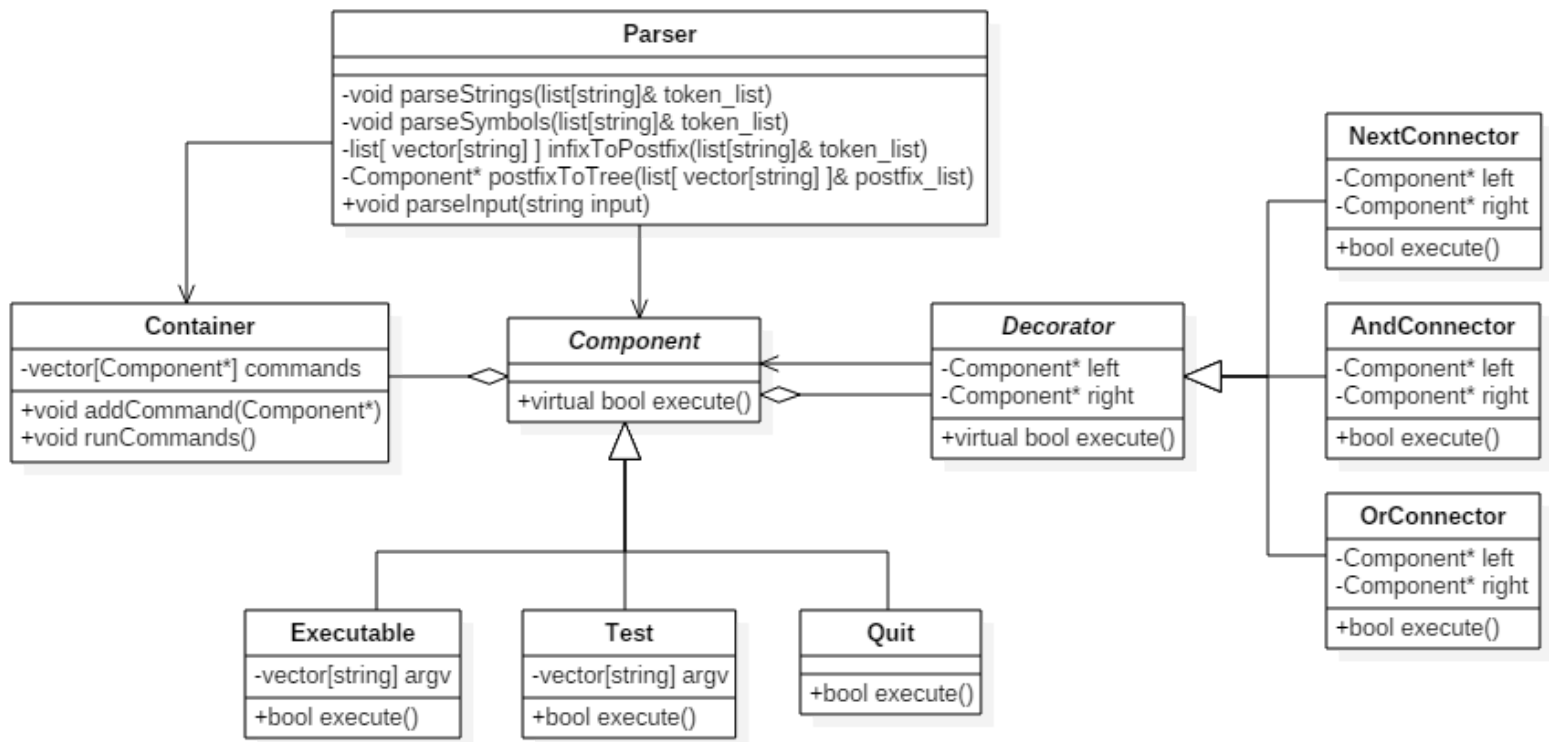 Parser
-void parseStrings(list[string]& token_list)
-void parseSymbols(list[string]& token_list)
-list[ vector[string] ] infixToPostfix(list[string]& token_list)
-Component* postfixToTree(list[ vector[string] ]& postfix_list)
+void parseInput(string input)
Container
-vector[Component*] commands
+void addCommand(Component*)
+void runCommands()
Component
+virtual bool execute()
Decorator
-Component* left
-Component* right
+virtual bool execute()
NextConnector
-Component* left
-Component* right
+bool execute()
AndConnector
-Component* left
-Component* right
+bool execute()
OrConnector
-Component* left
-Component* right
+bool execute()
Executable
-vector[string] argv
+bool execute()
Test
-vector[string] argv
+bool execute()
Quit
+bool execute()